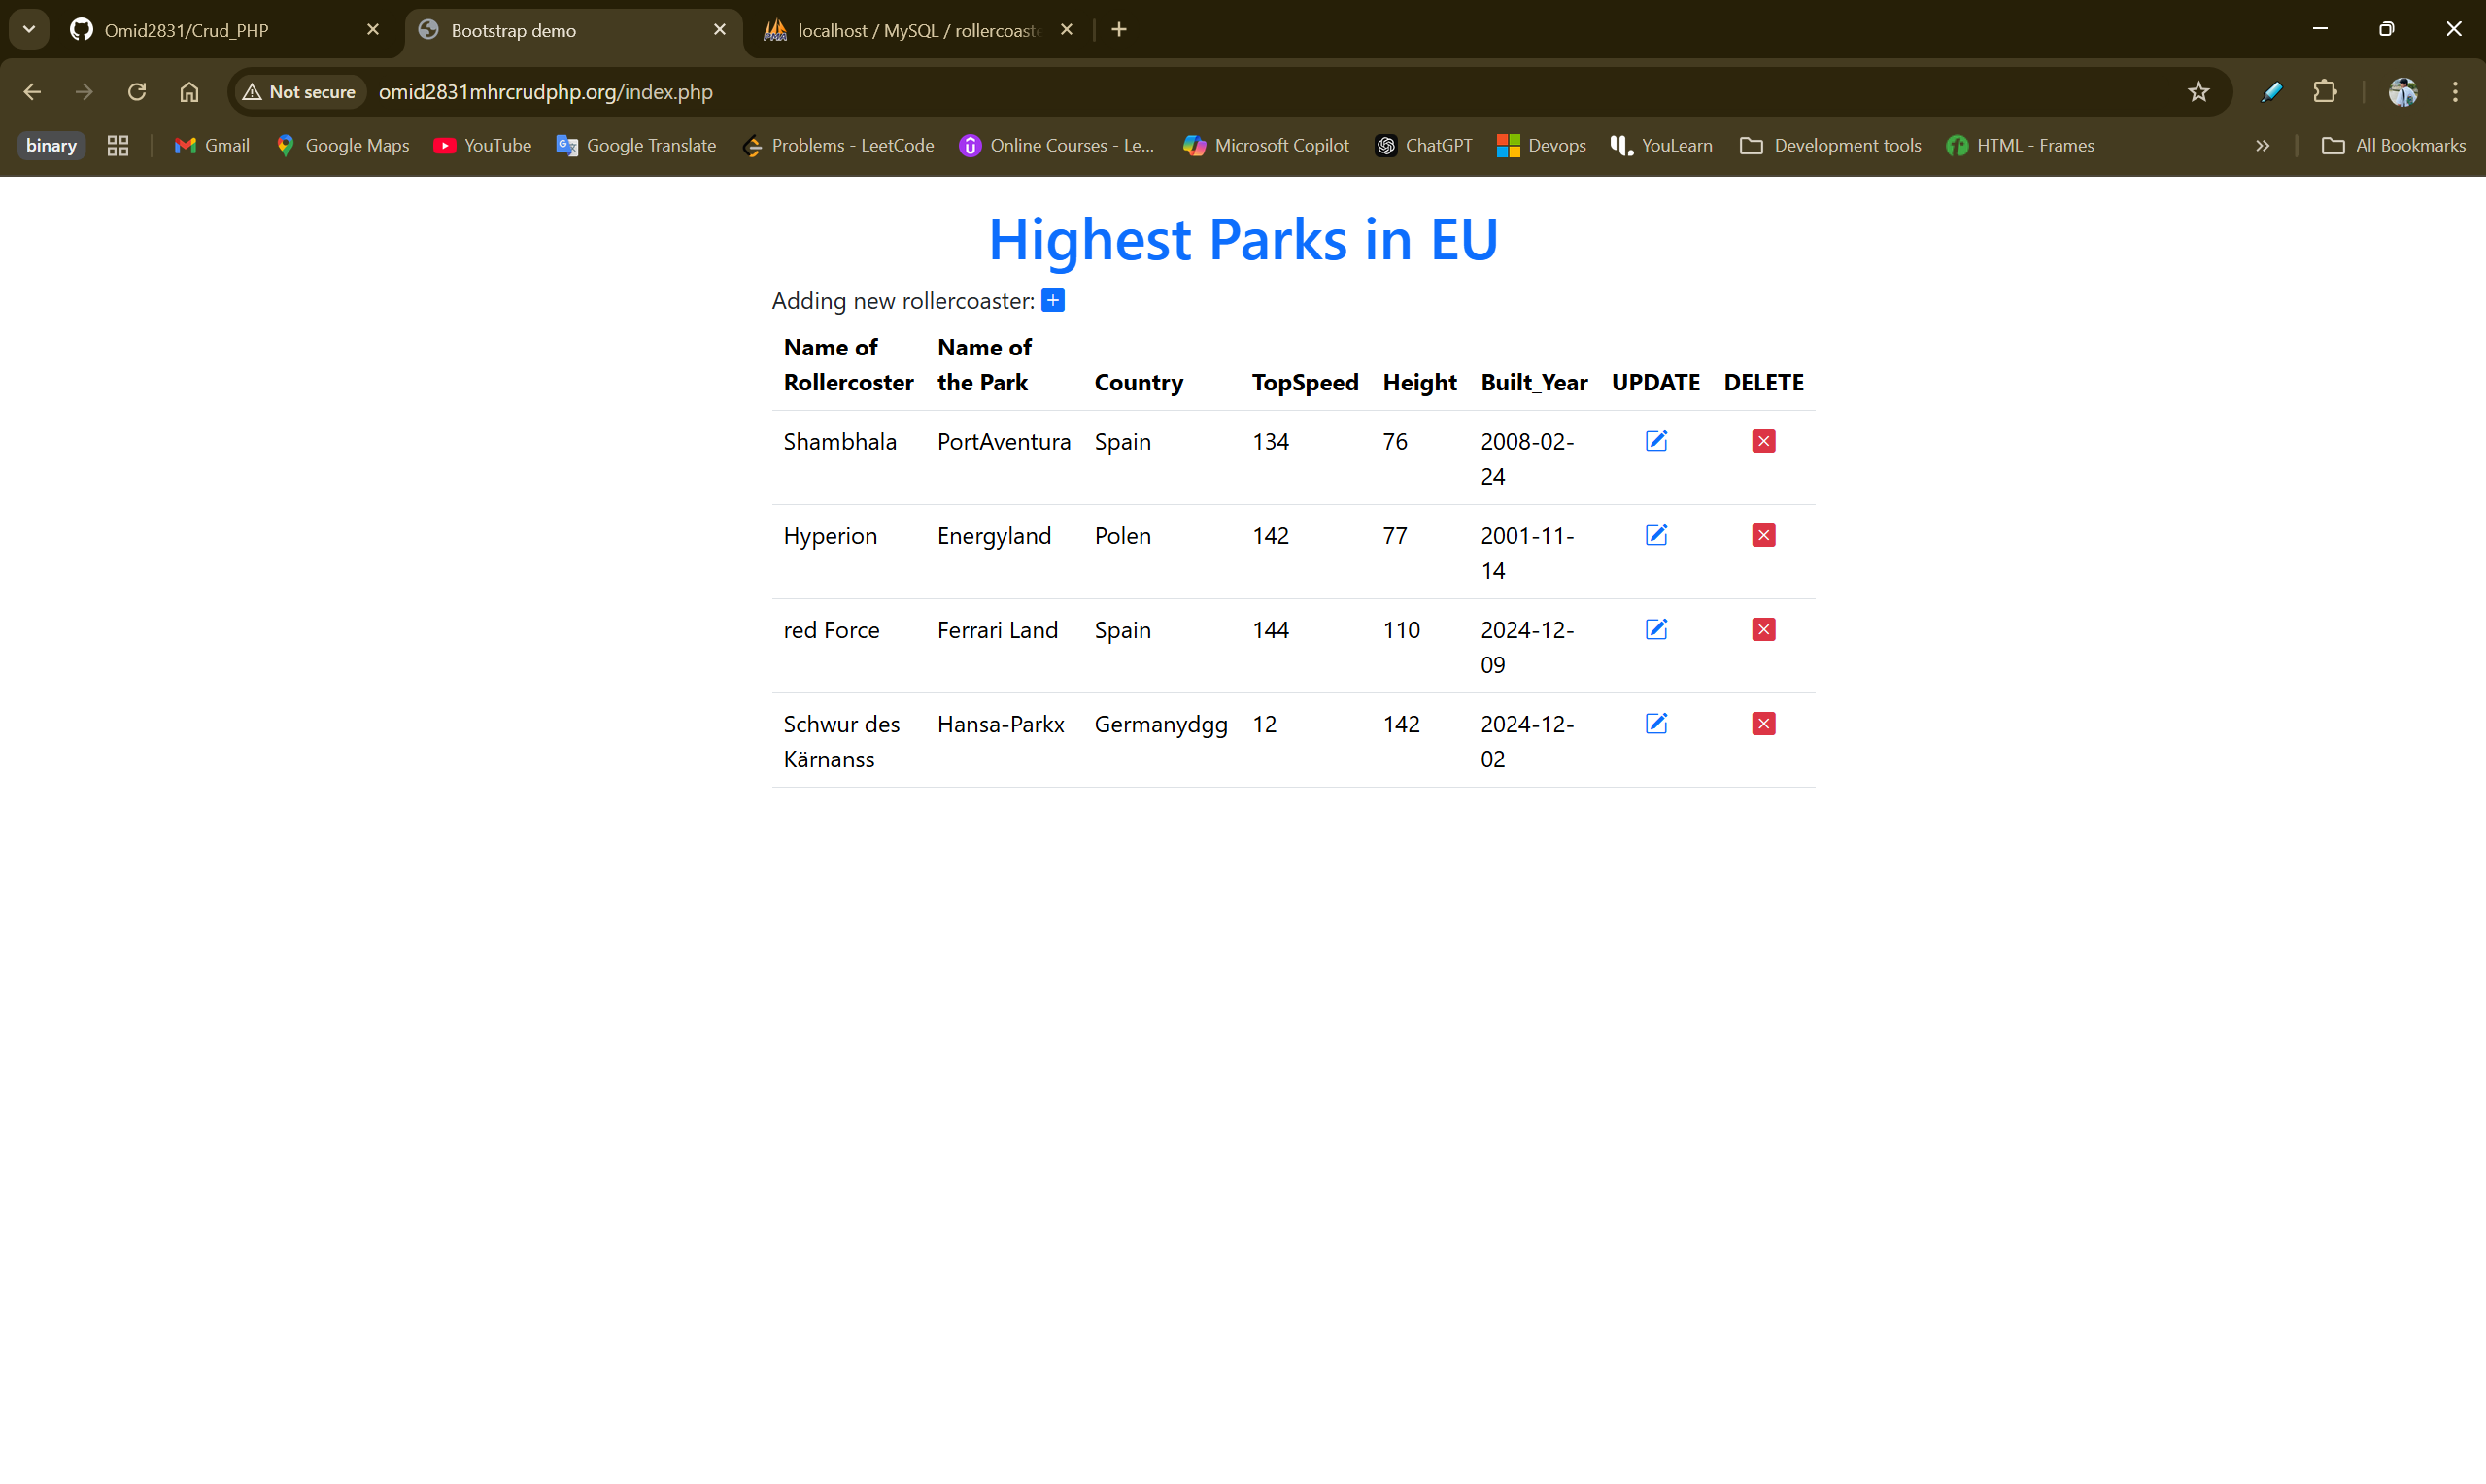 Omid2831/Crud_PHP
Bootstrap demo
localhost / MySQL / rollercoaste
Not secure
omid2831mhrcrudphp.org/index.php
binary
Gmail
Google Maps
YouTube
Google Translate
Problems - LeetCode
Online Courses - Le...
Microsoft Copilot
ChatGPT
Devops
YouLearn
Development tools
HTML - Frames
All Bookmarks
Highest Parks in EU
Adding new rollercoaster:
Name of Rollercoster Name of the Park Country TopSpeed Height Built_Year UPDATE DELETE
Shambhala PortAventura Spain 134 76 2008-02-24
Hyperion Energyland Polen 142 77 2001-11-14
red Force Ferrari Land Spain 144 110 2024-12-09
Schwur des Kärnanss Hansa-Parkx Germanydgg 12 142 2024-12-02